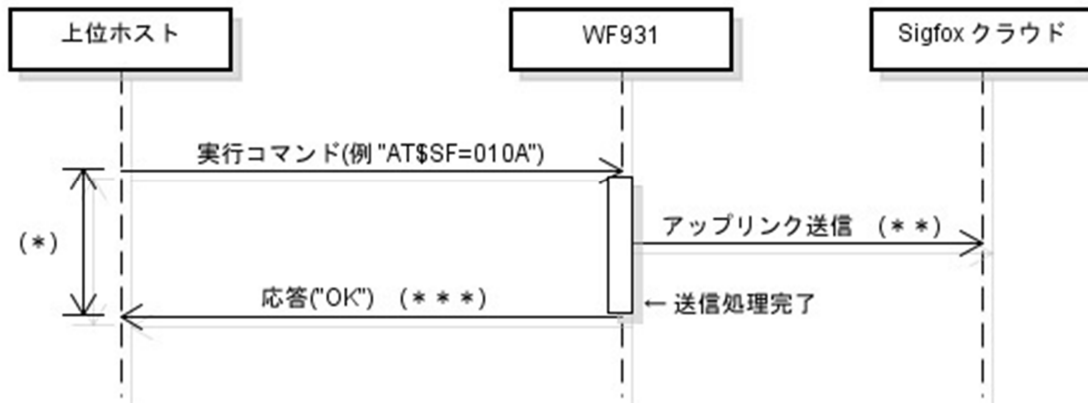 上位ホスト
WF931
Sigfox クラウド
実行コマンド(例 "AT$SF=010A")
アップリンク送信 (**)
(*)
応答("OK") (***)
← 送信処理完了